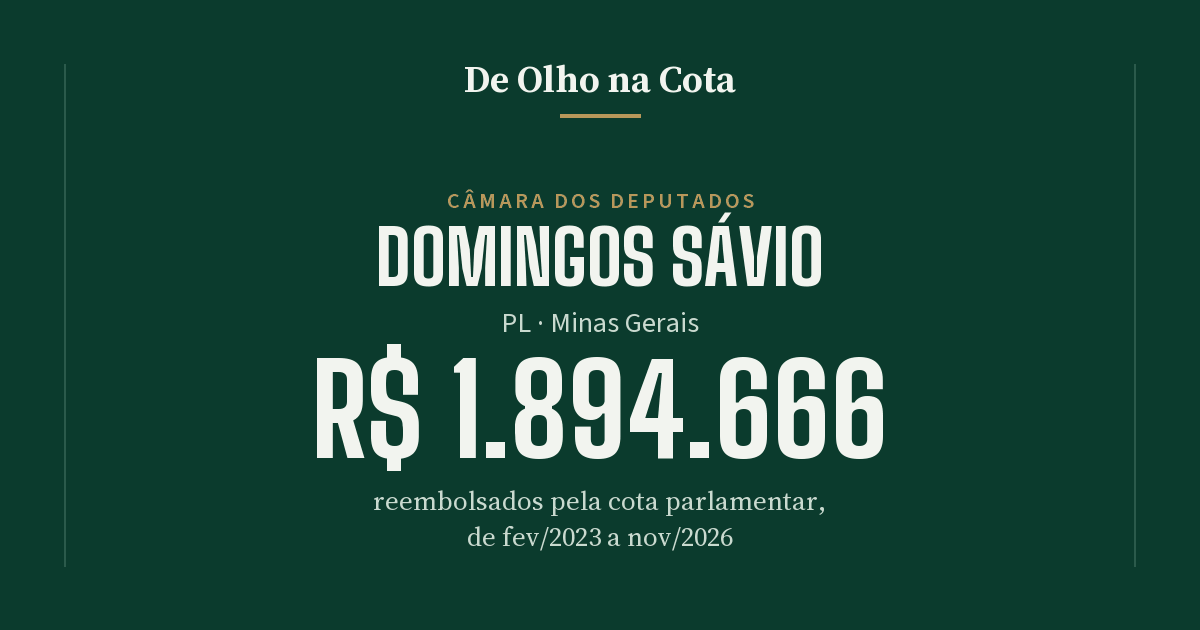 De Olho na Cota
CÂMARA DOS DEPUTADOS
DOMINGOS SÁVIO
PL · Minas Gerais
R$ 1.894.666
reembolsados pela cota parlamentar,
de fev/2023 a nov/2026